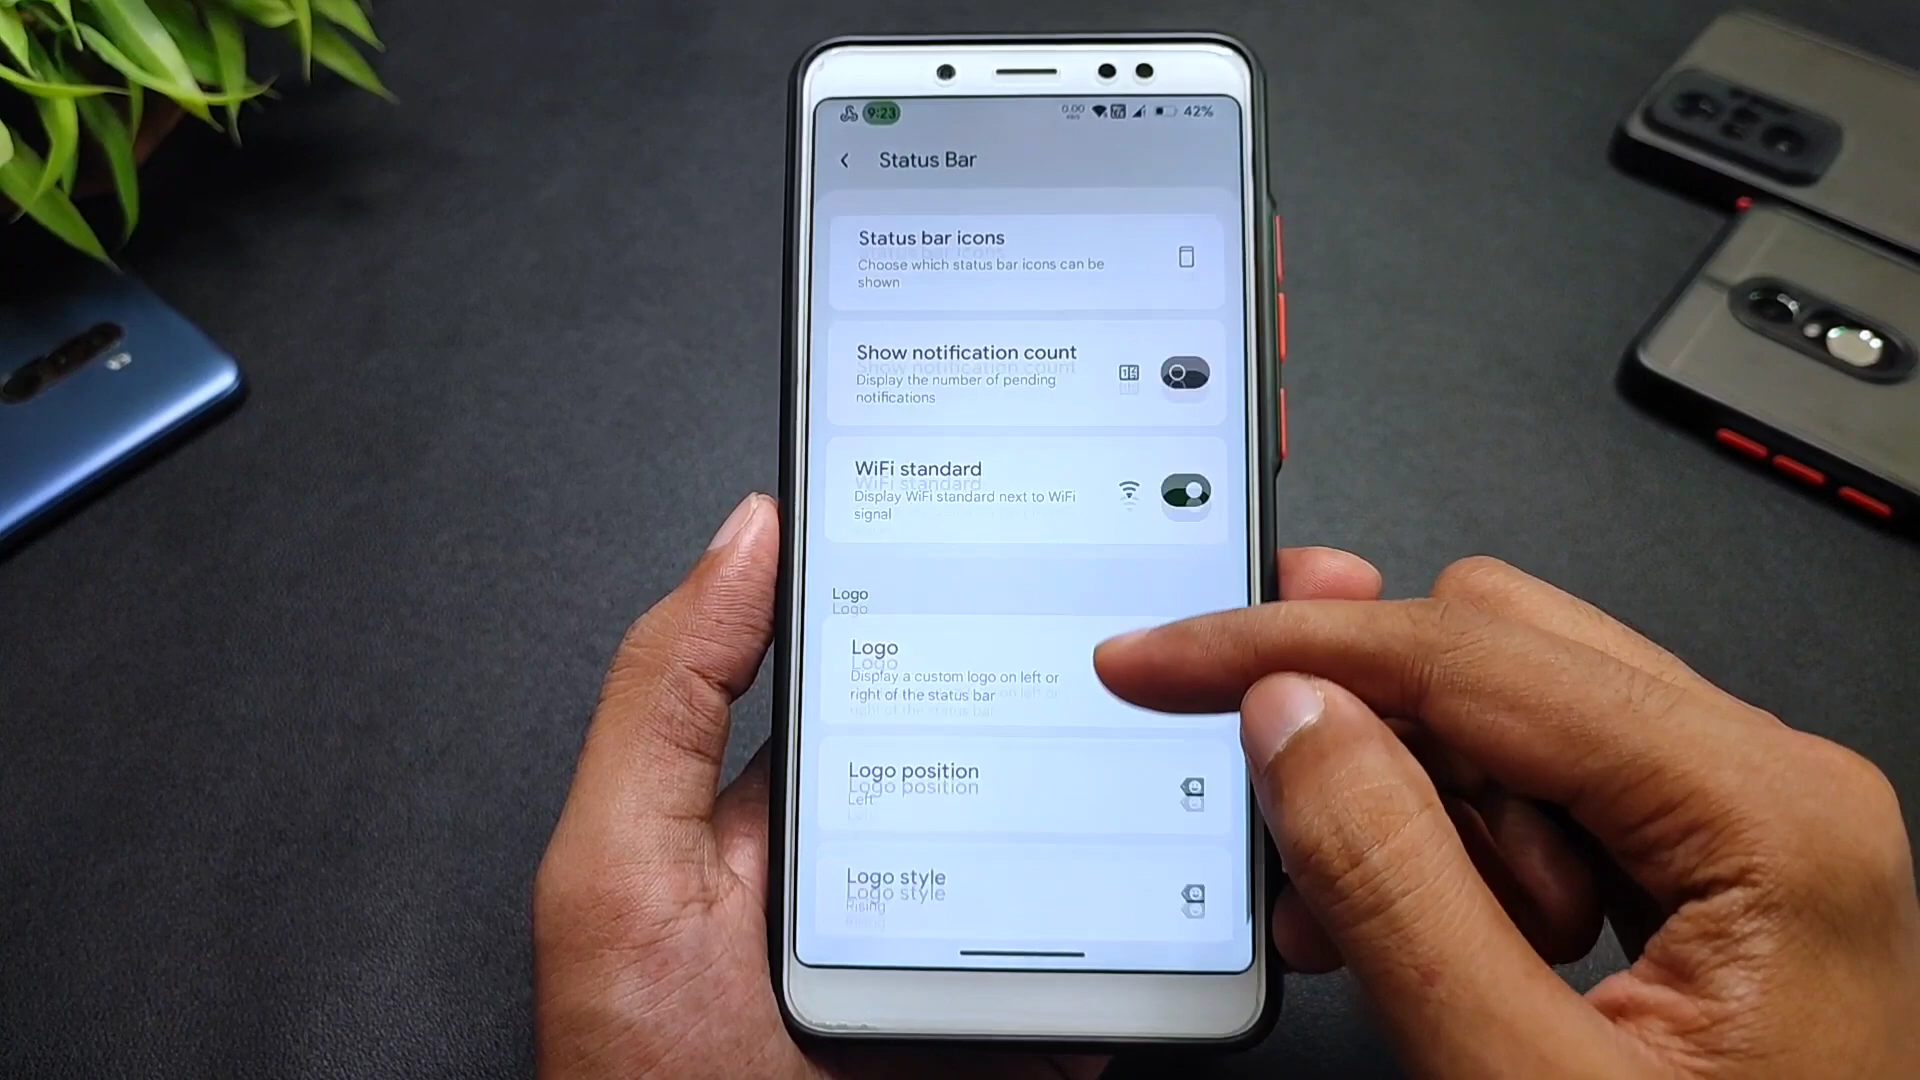 9:23
0.00
42%
Status Bar
Status bar icons
Choose which status bar icons can be
shown
Show notification count
Display the number of pending
notifications
WiFi standard
Display WiFi standard next to WiFi
signal
Logo
Logo
Display a custom logo on left or
right of the status bar
Logo position
Left
Logo style
Rising